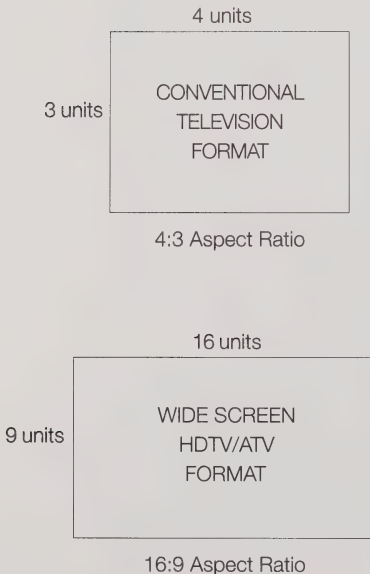 4 units
3 units
CONVENTIONAL
TELEVISION
FORMAT
4:3 Aspect Ratio
16 units
9 units
WIDE SCREEN
HDTV/ATV
FORMAT
16:9 Aspect Ratio